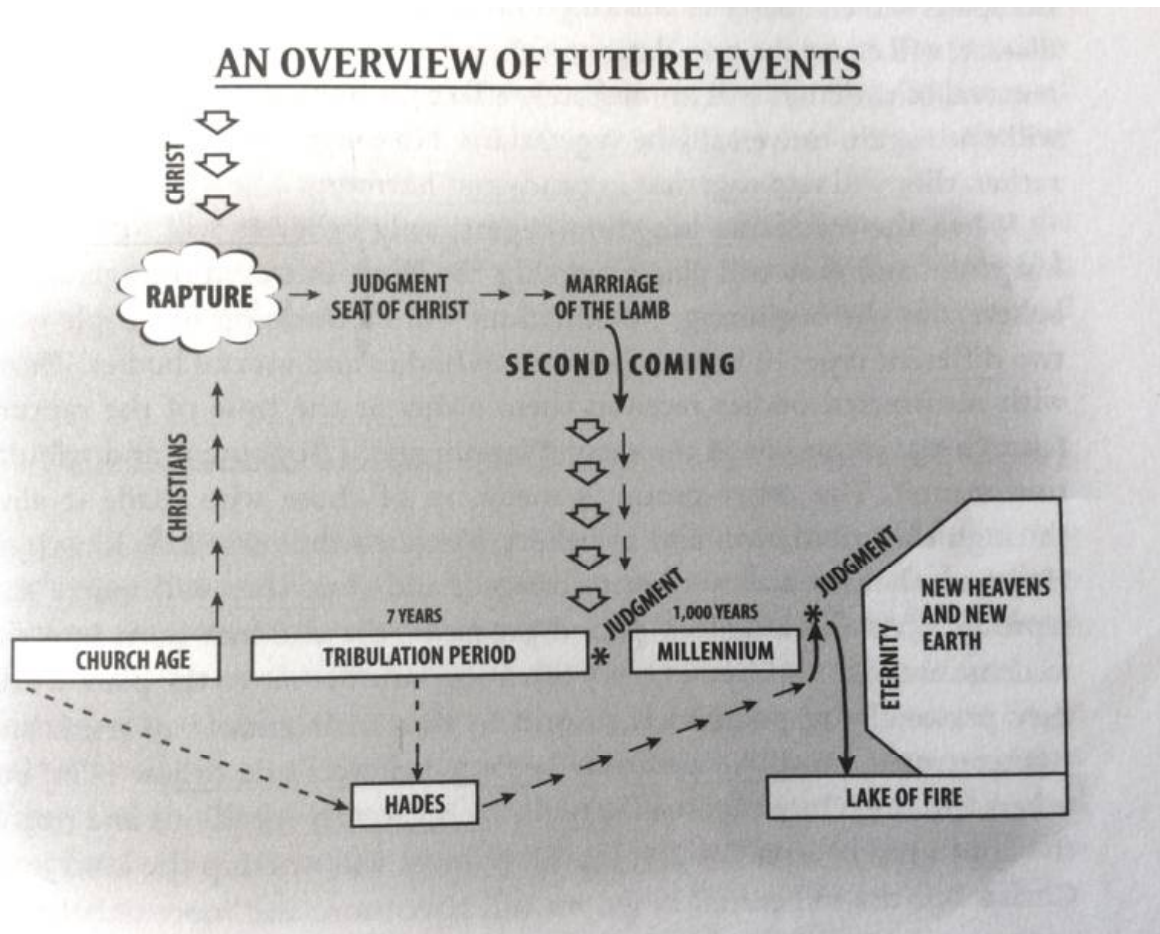 AN OVERVIEW OF FUTURE EVENTS
CHRIST
RAPTURE
JUDGMENT
SEAT OF CHRIST
MARRIAGE
OF THE LAMB
SECOND COMING
CHRISTIANS
JUDGMENT
JUDGMENT
7 YEARS
1,000 YEARS
CHURCH AGE
TRIBULATION PERIOD
*
MILLENNIUM
*
ETERNITY
NEW HEAVENS
AND NEW
EARTH
HADES
LAKE OF FIRE